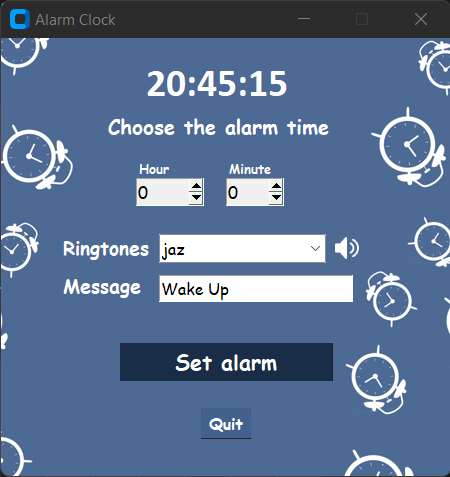 Alarm Clock
20:45:15
Choose the alarm time
Hour Minute
0 0
Ringtones jaz
Message Wake Up
Set alarm
Quit